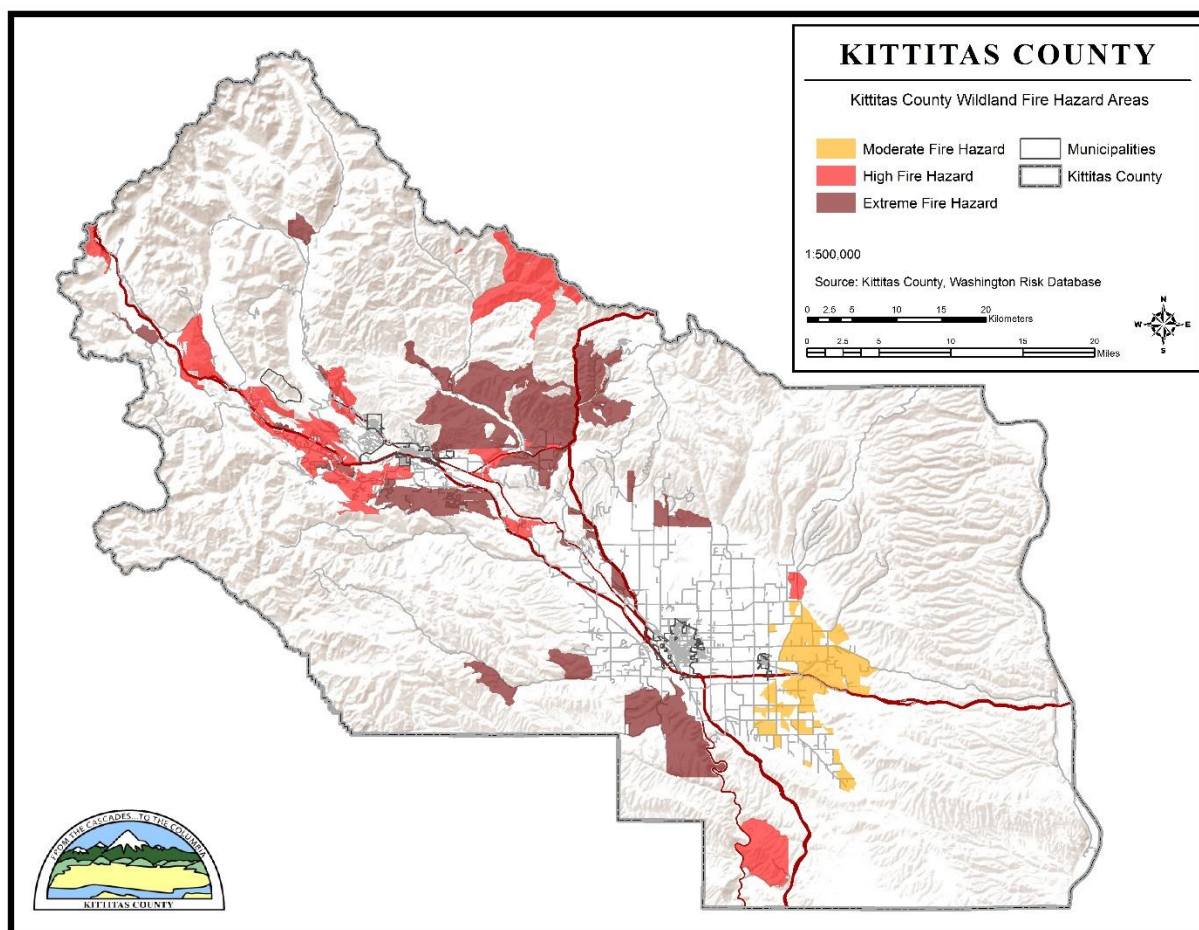 KITTITAS COUNTY
Kittitas County Wildland Fire Hazard Areas
Moderate Fire Hazard
Municipalities
High Fire Hazard
Kittitas County
Extreme Fire Hazard
1:500,000
Source: Kittitas County, Washington Risk Database
0 2.5 5 10 15 20
Kilometers
0 2.5 5 10 15 20
Miles
N
W E
S
FROM THE CASCADES...TO THE COLUMBIA
KITTITAS COUNTY